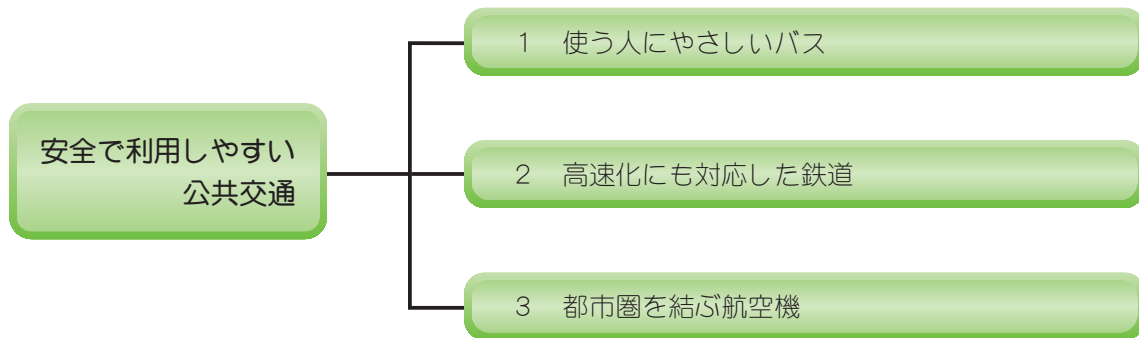 安全で利用しやすい
公共交通
1 使う人にやさしいバス
2 高速化にも対応した鉄道
3 都市圏を結ぶ航空機